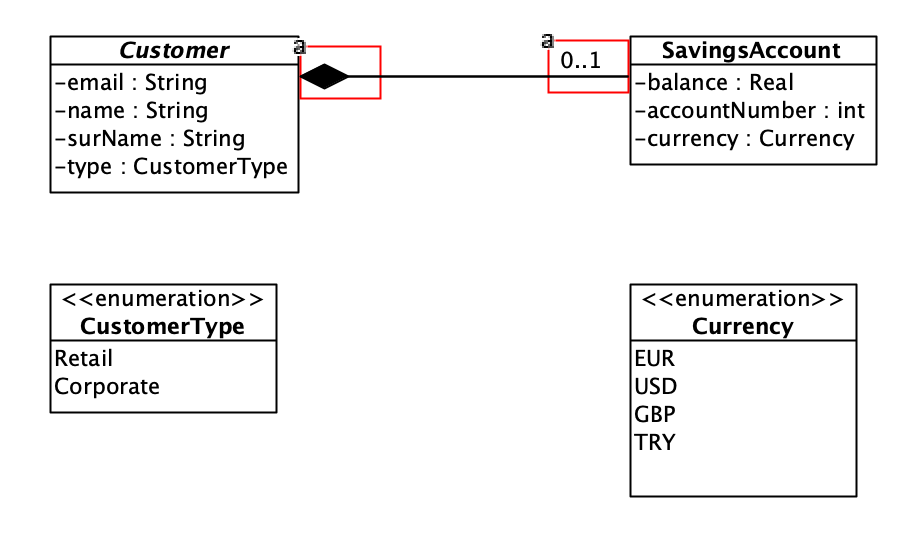 Customer
-email : String
-name : String
-surName : String
-type : CustomerType
a
a
0..1
SavingsAccount
-balance : Real
-accountNumber : int
-currency : Currency
<<enumeration>>
CustomerType
Retail
Corporate
<<enumeration>>
Currency
EUR
USD
GBP
TRY